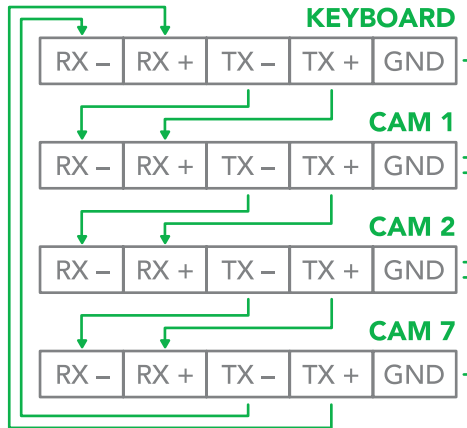 KEYBOARD
RX – RX + TX – TX + GND
CAM 1
RX – RX + TX – TX + GND
CAM 2
RX – RX + TX – TX + GND
CAM 7
RX – RX + TX – TX + GND